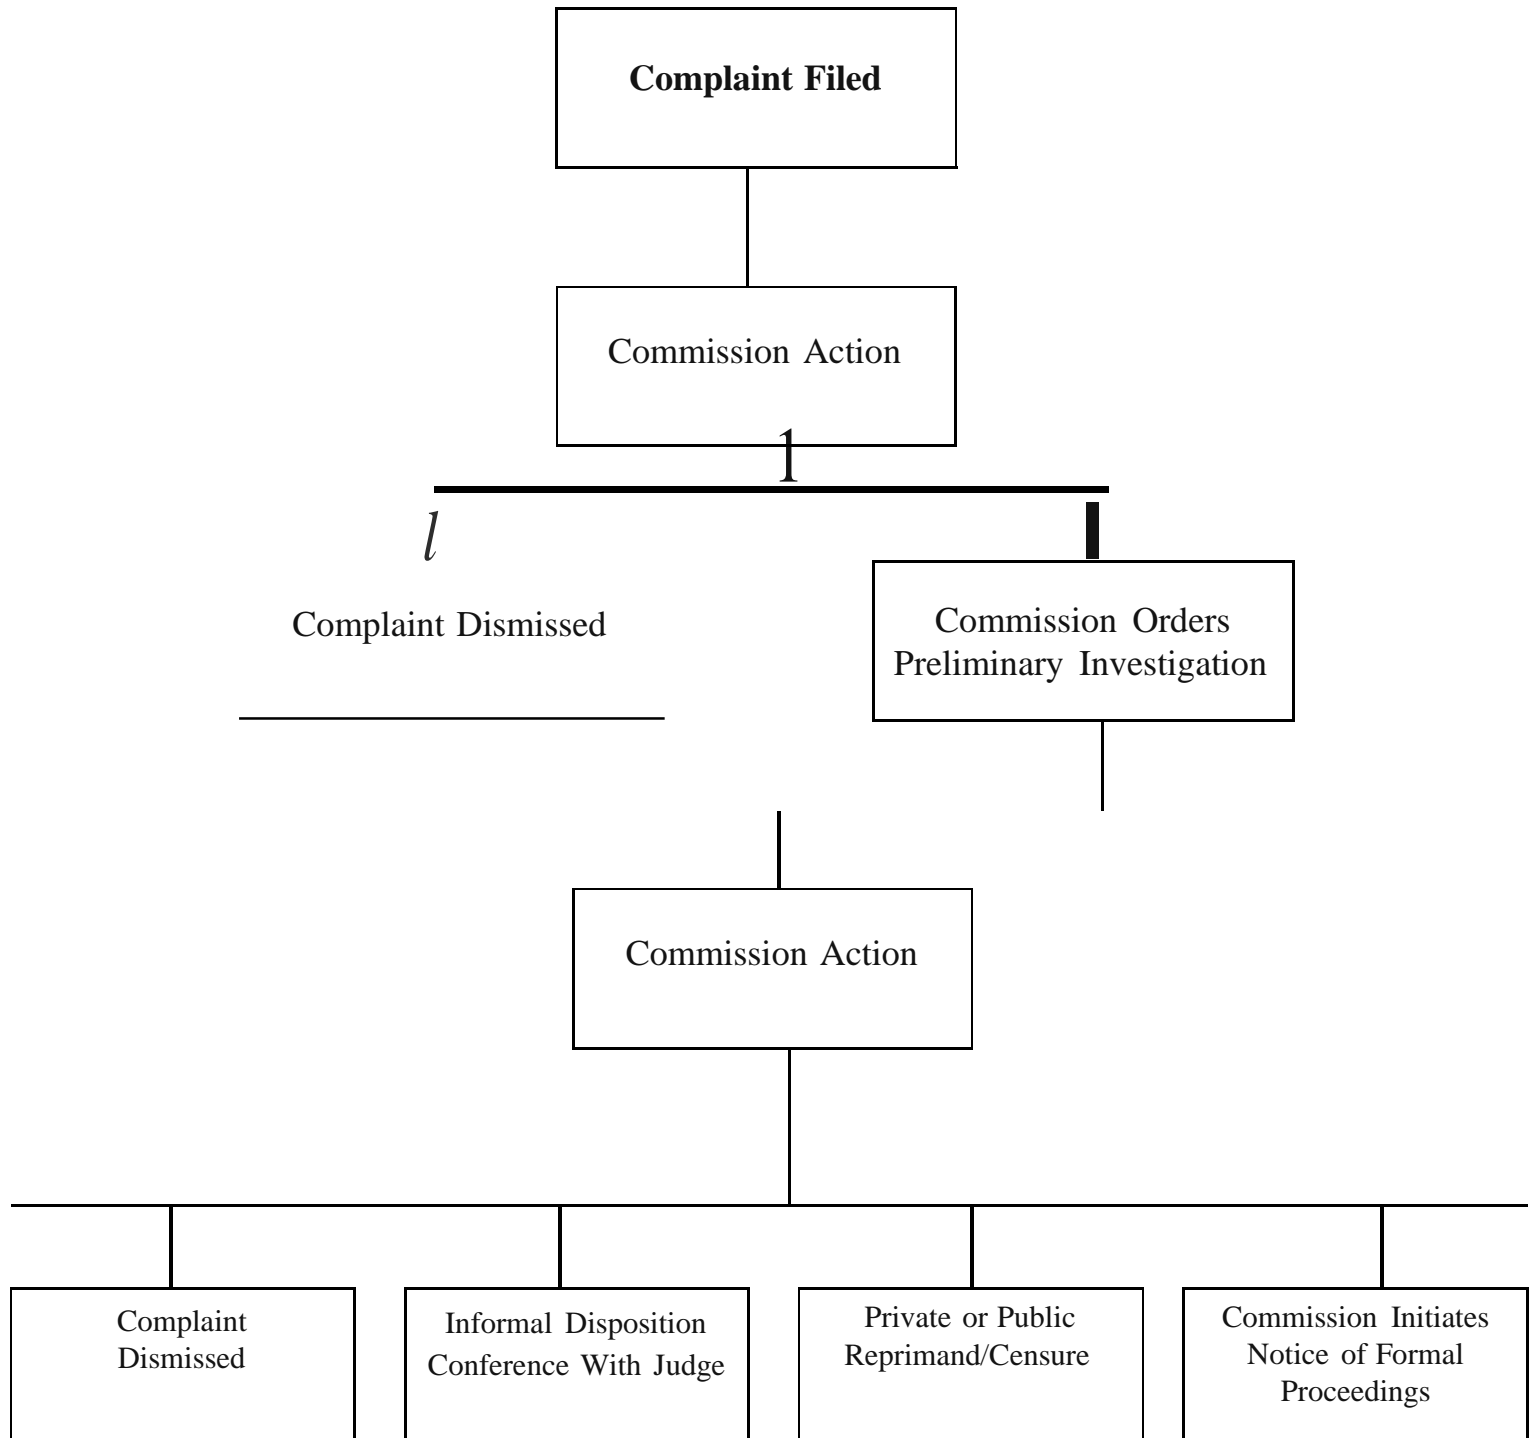 Complaint Filed
Commission Action
1
l
Complaint Dismissed
Commission Orders
Preliminary Investigation
Commission Action
Complaint
Dismissed
Informal Disposition
Conference With Judge
Private or Public
Reprimand/Censure
Commission Initiates
Notice of Formal
Proceedings